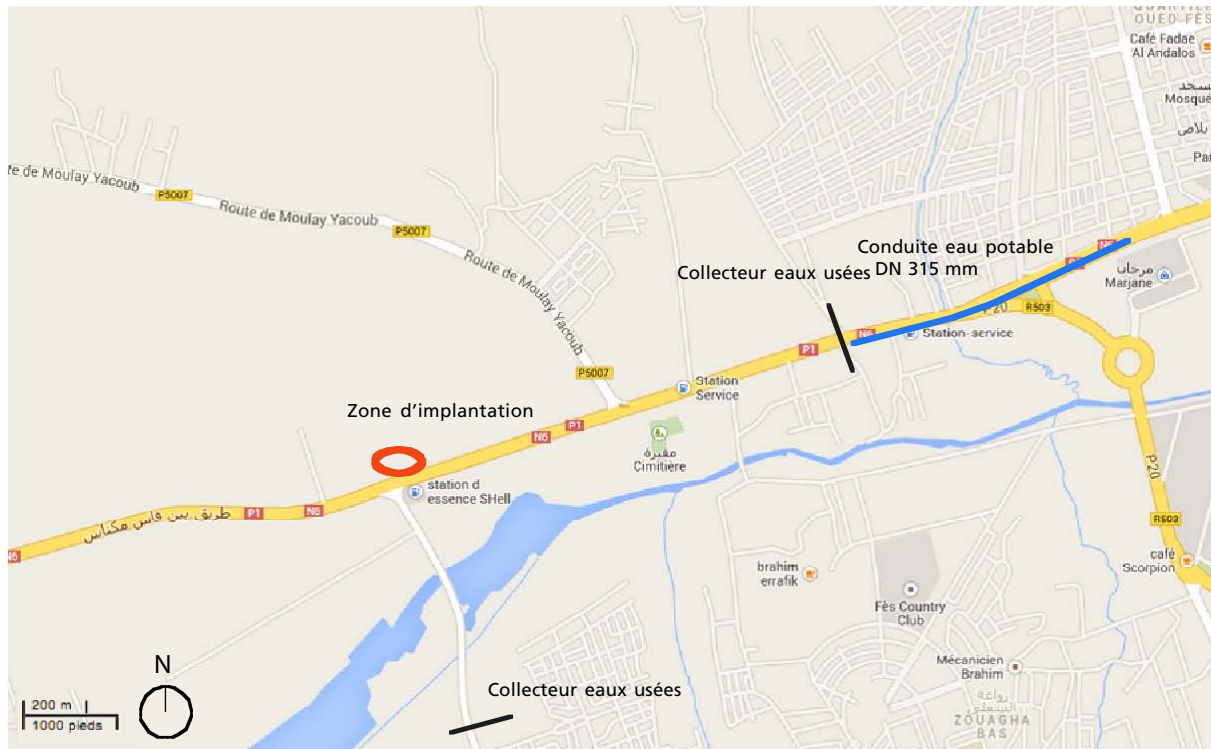 QUARTIER
OUED FÈS
Café Fadae
'Al Andalos
مسجد
Mosqué
بلاص
Par
te de Moulay Yacoub
P5007
Route de Moulay Yacoub
P5007
Route de Moulay Yacoub
P5007
Conduite eau potable
DN 315 mm
Collecteur eaux usées
N6
مرجان
Marjane
R503
P20
N6
Station-service
P1
Station
Service
Zone d'implantation
P1
N6
مقبرة
Cimitière
station d
essence SHell
P20
طريق بين فاس مكناس
P1
N6
N6
R503
café
Scorpion
brahim
errafik
Fès Country
Club
Mécanicien
Brahim
زواغة
السفلي
ZOUAGHA
BAS
Collecteur eaux usées
N
200 m
1000 pieds